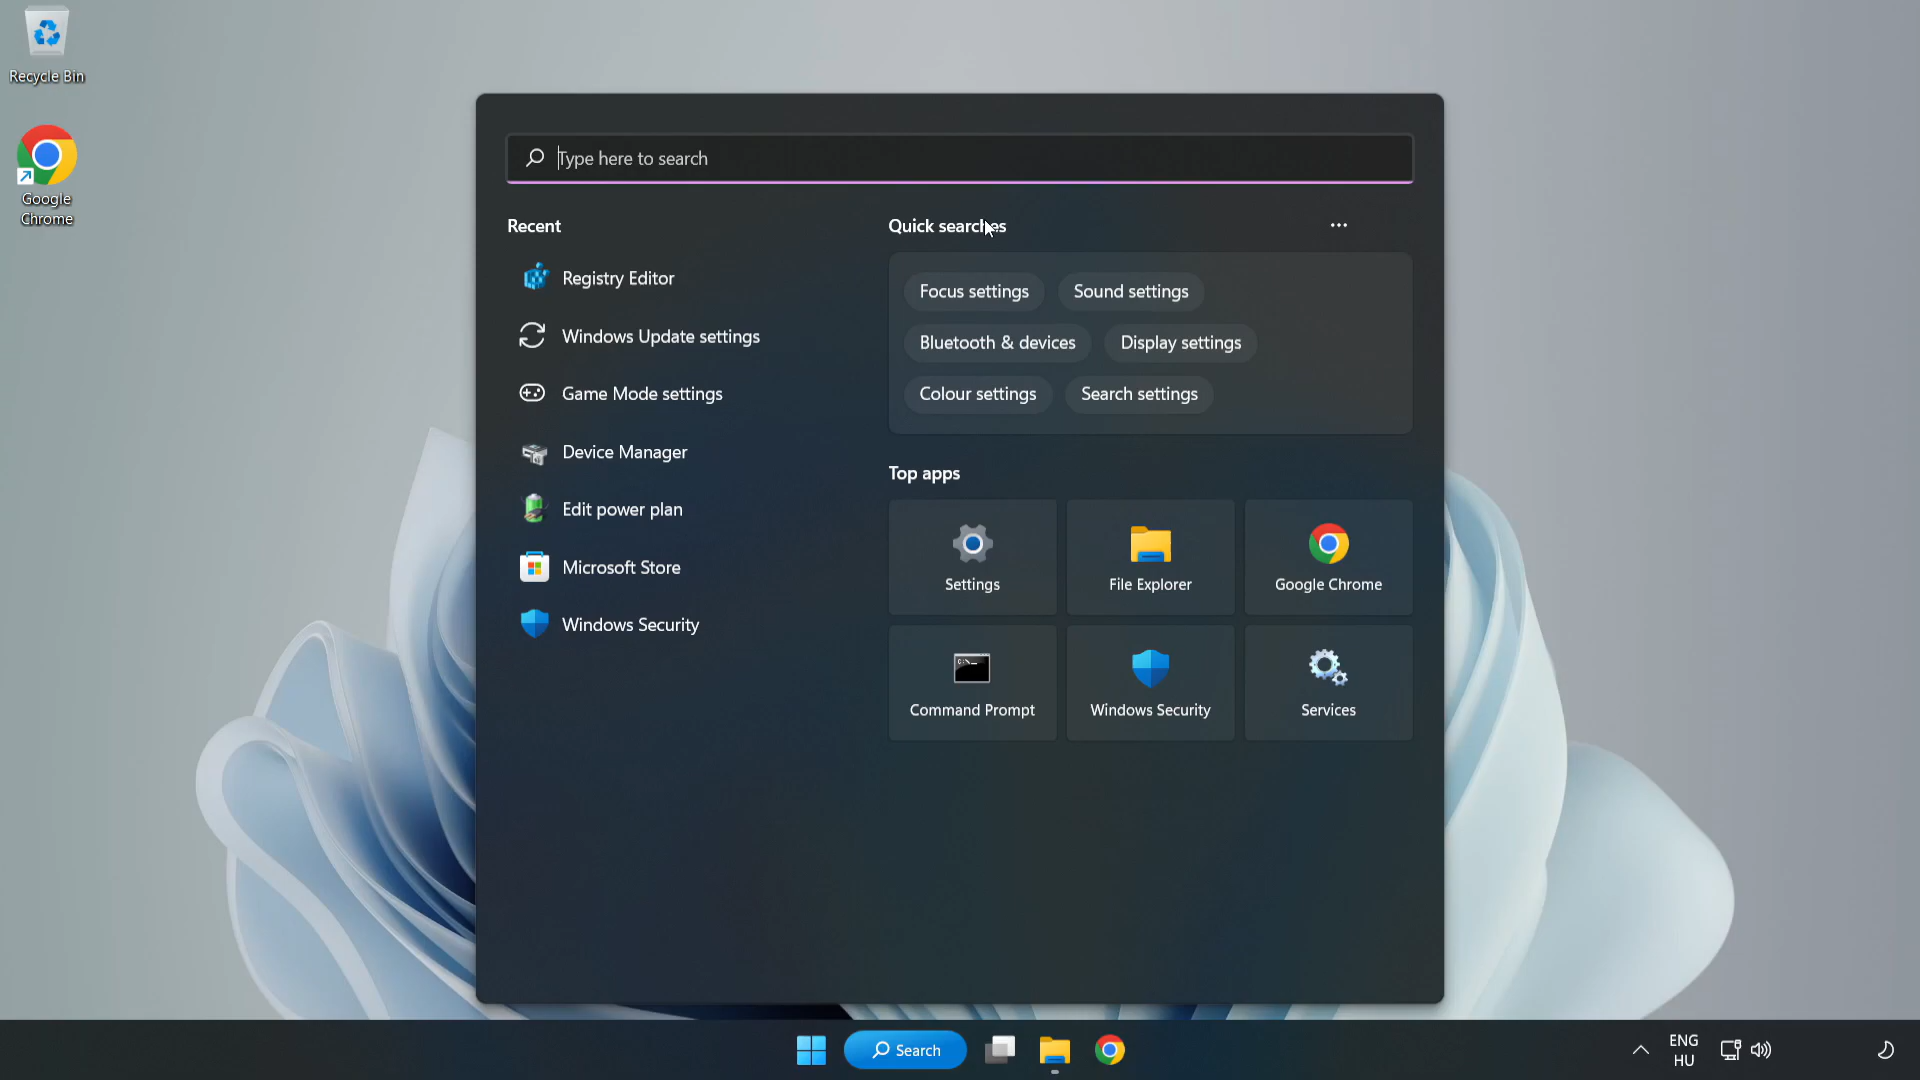 Recycle Bin
Google
Chrome
Type here to search
Recent
Registry Editor
Windows Update settings
Game Mode settings
Device Manager
Edit power plan
Microsoft Store
Windows Security
Quick searches
Focus settings
Sound settings
Bluetooth & devices
Display settings
Colour settings
Search settings
Top apps
Settings
File Explorer
Google Chrome
Command Prompt
Windows Security
Services
Search
ENG
HU